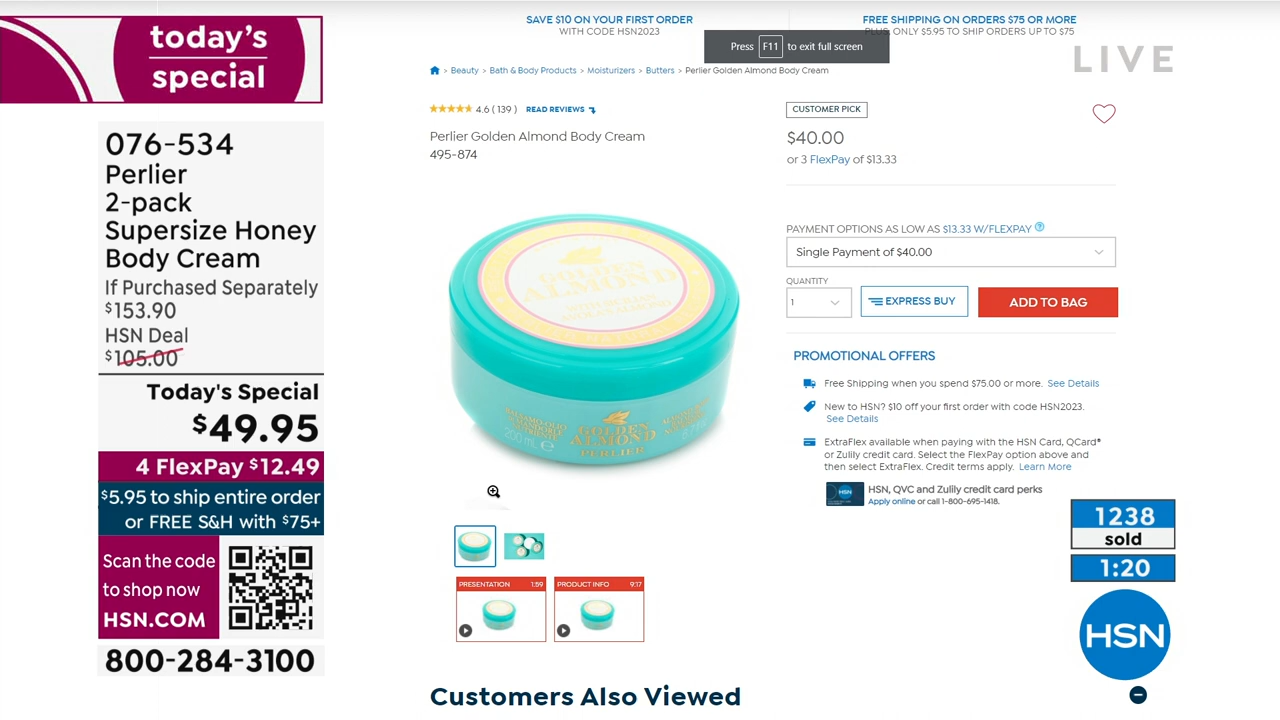 today's
special
076-534
Perlier
2-pack
Supersize Honey
Body Cream
If Purchased Separately
$153.90
HSN Deal
$105.00
Today's Special
$49.95
4 FlexPay $12.49
$5.95 to ship entire order
or FREE S&H with $75+
Scan the code
to shop now
HSN.COM
800-284-3100
SAVE $10 ON YOUR FIRST ORDER
WITH CODE HSN2023
FREE SHIPPING ON ORDERS $75 OR MORE
PLUS, ONLY $5.95 TO SHIP ORDERS UP TO $75
Press F11 to exit full screen
LIVE
> Beauty > Bath & Body Products > Moisturizers > Butters > Perlier Golden Almond Body Cream
4.6 ( 139 ) READ REVIEWS
Perlier Golden Almond Body Cream
495-874
GOLDEN
ALMOND
200 mL e
GOLDEN
ALMOND
PERLIER
PRESENTATION 1:59
PRODUCT INFO 9:17
CUSTOMER PICK
$40.00
or 3 FlexPay of $13.33
PAYMENT OPTIONS AS LOW AS $13.33 W/FLEXPAY ?
Single Payment of $40.00
QUANTITY
1
EXPRESS BUY
ADD TO BAG
PROMOTIONAL OFFERS
Free Shipping when you spend $75.00 or more. See Details
New to HSN? $10 off your first order with code HSN2023.
See Details
ExtraFlex available when paying with the HSN Card, QCard®
or Zulily credit card. Select the FlexPay option above and
then select ExtraFlex. Credit terms apply. Learn More
HSN
HSN, QVC and Zulily credit card perks
Apply online or call 1-800-695-1418.
1238
sold
1:20
HSN
Customers Also Viewed